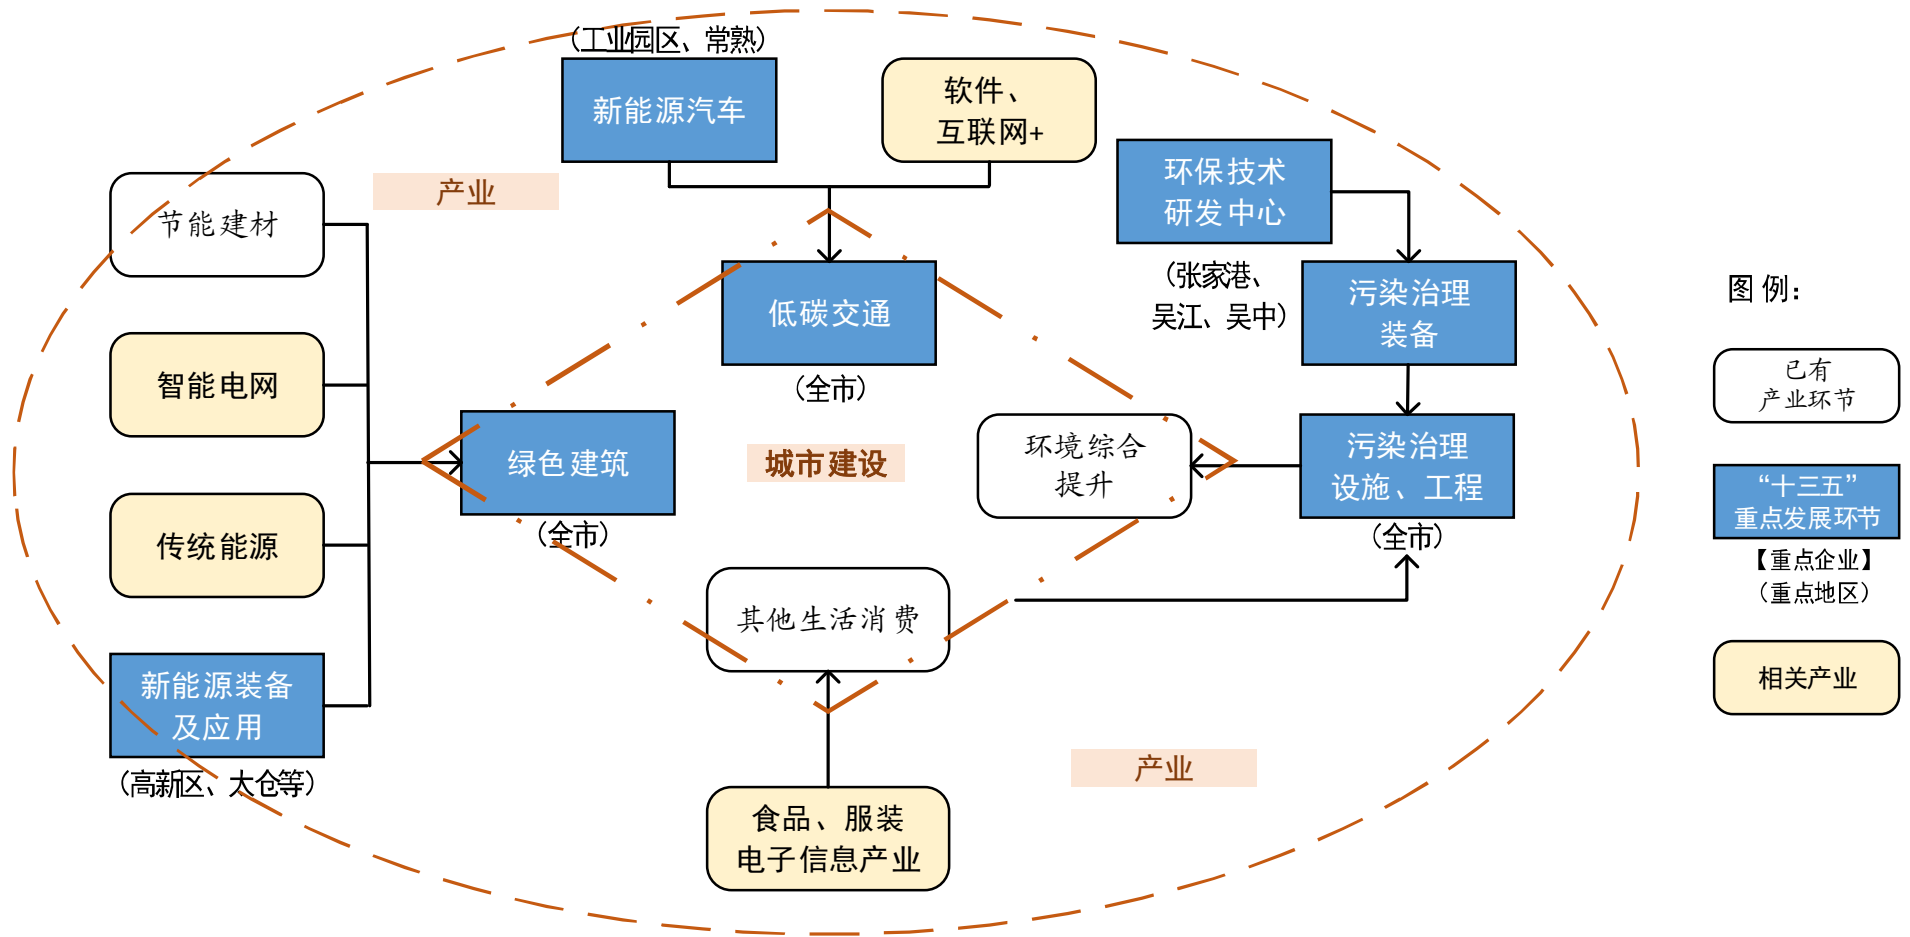 （工业园区、常熟）
新能源汽车
软件、
互联网+
环保技术
研发中心
（张家港、
吴江、吴中）
产业
节能建材
智能电网
传统能源
新能源装备
及应用
（高新区、太仓等）
低碳交通
（全市）
绿色建筑
（全市）
城市建设
污染治理
装备
环境综合
提升
污染治理
设施、工程
（全市）
其他生活消费
产业
食品、服装
电子信息产业
图例：
已有
产业环节
“十三五”
重点发展环节
【重点企业】
（重点地区）
相关产业